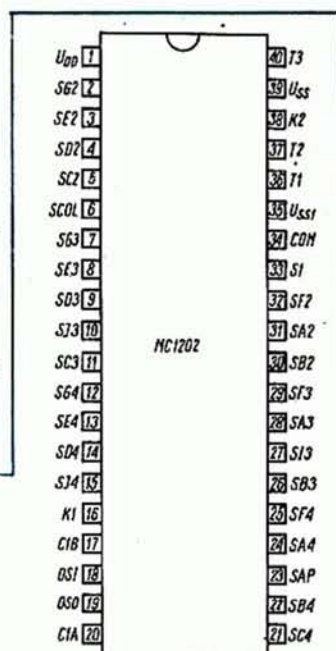 U_DD 1
SG2 2
SE2 3
SD2 4
SC2 5
SCOL 6
SG3 7
SE3 8
SD3 9
SJ3 10
SC3 11
SG4 12
SE4 13
SD4 14
SJ4 15
K1 16
C1B 17
OSI 18
OSO 19
C1A 20
MC1202
40 T3
39 U_SS
38 K2
37 T2
36 T1
35 U_SS1
34 COM
33 S1
32 SF2
31 SA2
30 SB2
29 SF3
28 SA3
27 SI3
26 SB3
25 SF4
24 SA4
23 SAP
22 SB4
21 SC4